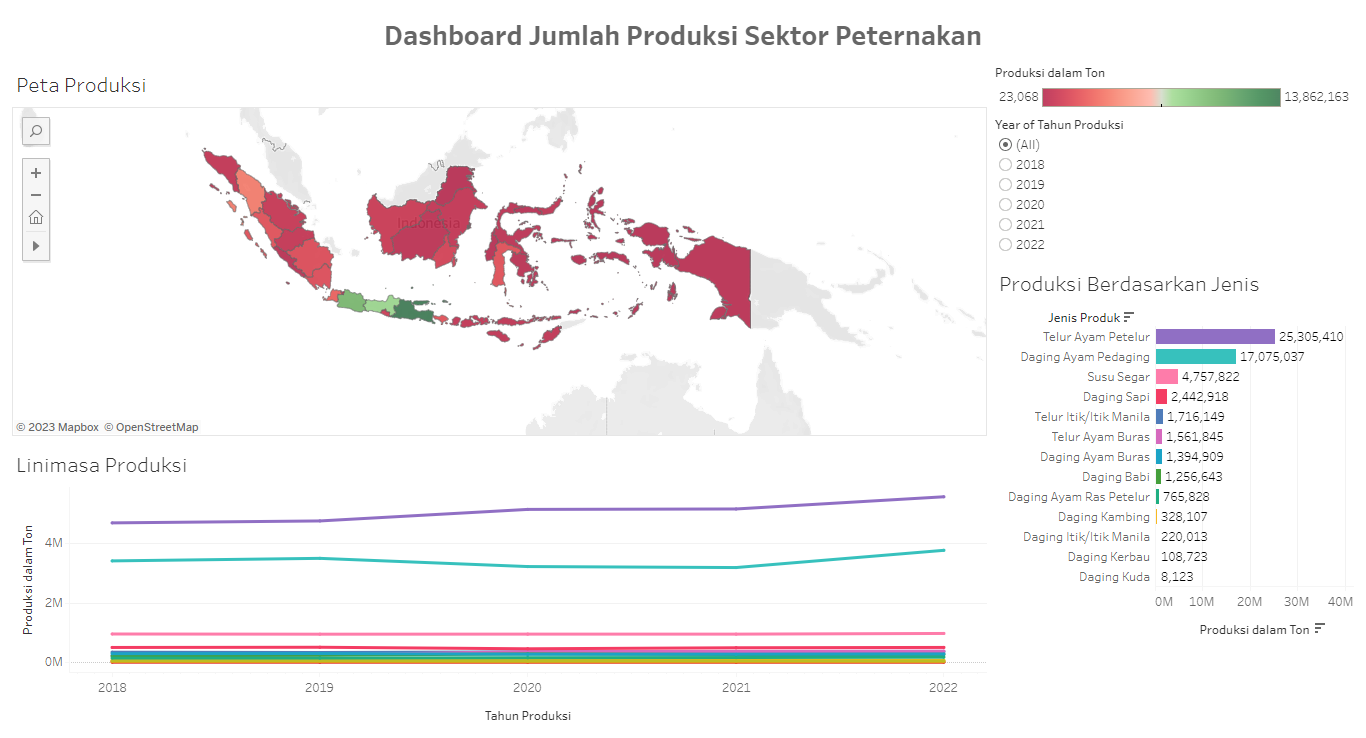 Dashboard Jumlah Produksi Sektor Peternakan
Peta Produksi
Indonesia
© 2023 Mapbox © OpenStreetMap
Produksi dalam Ton
23,068 13,862,163
Year of Tahun Produksi
(All)
2018
2019
2020
2021
2022
Produksi Berdasarkan Jenis
Jenis Produk
Telur Ayam Petelur 25,305,410
Daging Ayam Pedaging 17,075,037
Susu Segar 4,757,822
Daging Sapi 2,442,918
Telur Itik/Itik Manila 1,716,149
Telur Ayam Buras 1,561,845
Daging Ayam Buras 1,394,909
Daging Babi 1,256,643
Daging Ayam Ras Petelur 765,828
Daging Kambing 328,107
Daging Itik/Itik Manila 220,013
Daging Kerbau 108,723
Daging Kuda 8,123
0M 10M 20M 30M 40M
Produksi dalam Ton
Linimasa Produksi
Produksi dalam Ton
4M
2M
0M
2018 2019 2020 2021 2022
Tahun Produksi